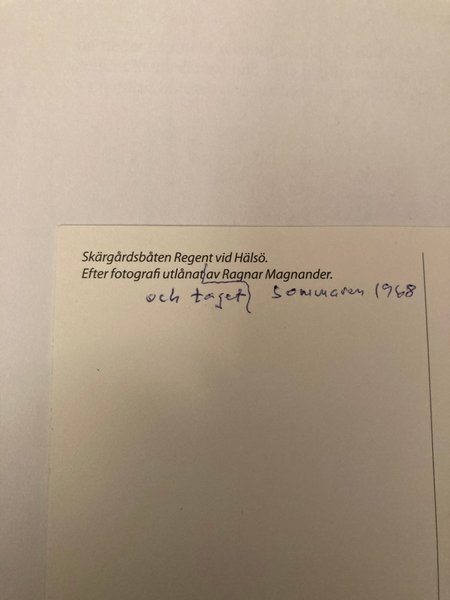 Skärgårdsbåten Regent vid Hälsö.
Efter fotografi utlånat av Ragnar Magnander.
och taget sommaren 1968